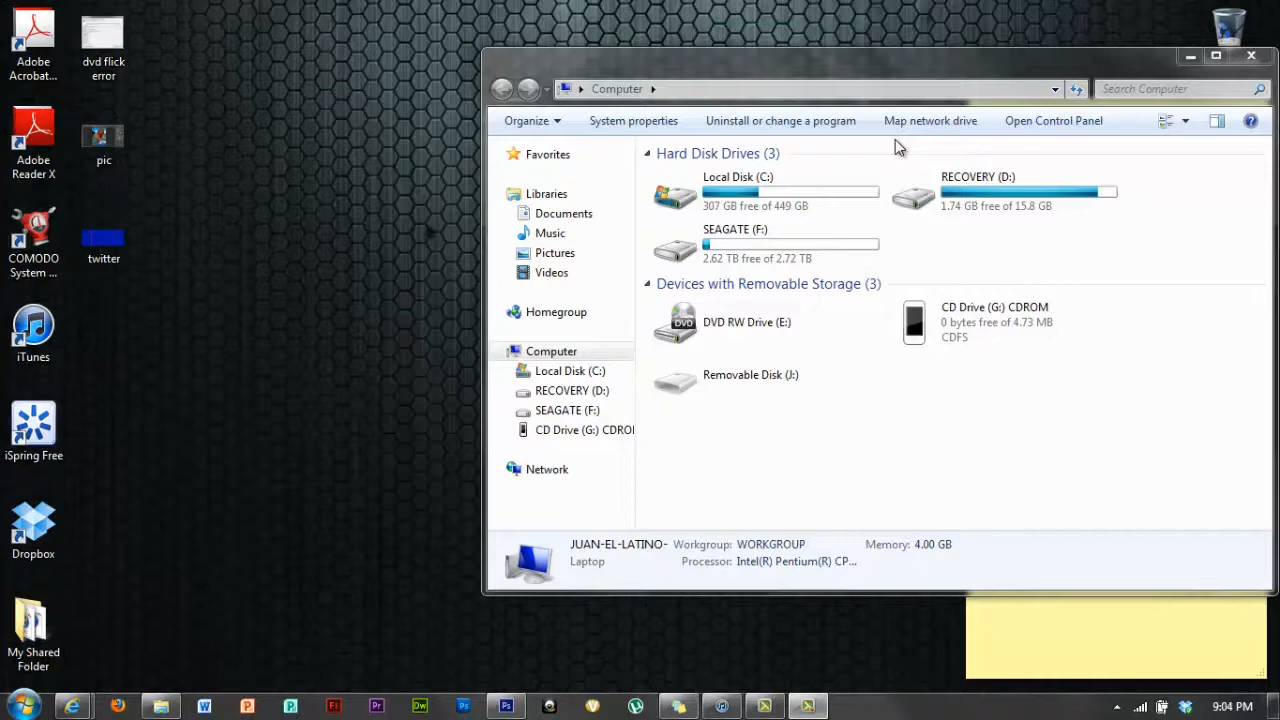 Adobe
Acrobat...
dvd flick
error
Adobe
Reader X
pic
COMODO
System ...
twitter
iTunes
iSpring Free
Dropbox
My Shared
Folder
Computer
Search Computer
Organize
System properties
Uninstall or change a program
Map network drive
Open Control Panel
Favorites
Libraries
Documents
Music
Pictures
Videos
Homegroup
Computer
Local Disk (C:)
RECOVERY (D:)
SEAGATE (F:)
CD Drive (G:) CDROM
Network
Hard Disk Drives (3)
Local Disk (C:)
307 GB free of 449 GB
RECOVERY (D:)
1.74 GB free of 15.8 GB
SEAGATE (F:)
2.62 TB free of 2.72 TB
Devices with Removable Storage (3)
DVD
DVD RW Drive (E:)
CD Drive (G:) CDROM
0 bytes free of 4.73 MB
CDFS
Removable Disk (J:)
JUAN-EL-LATINO- Workgroup: WORKGROUP Memory: 4.00 GB
Laptop Processor: Intel(R) Pentium(R) CP...
W P P Fl Pr Dw Ps Ps
9:04 PM